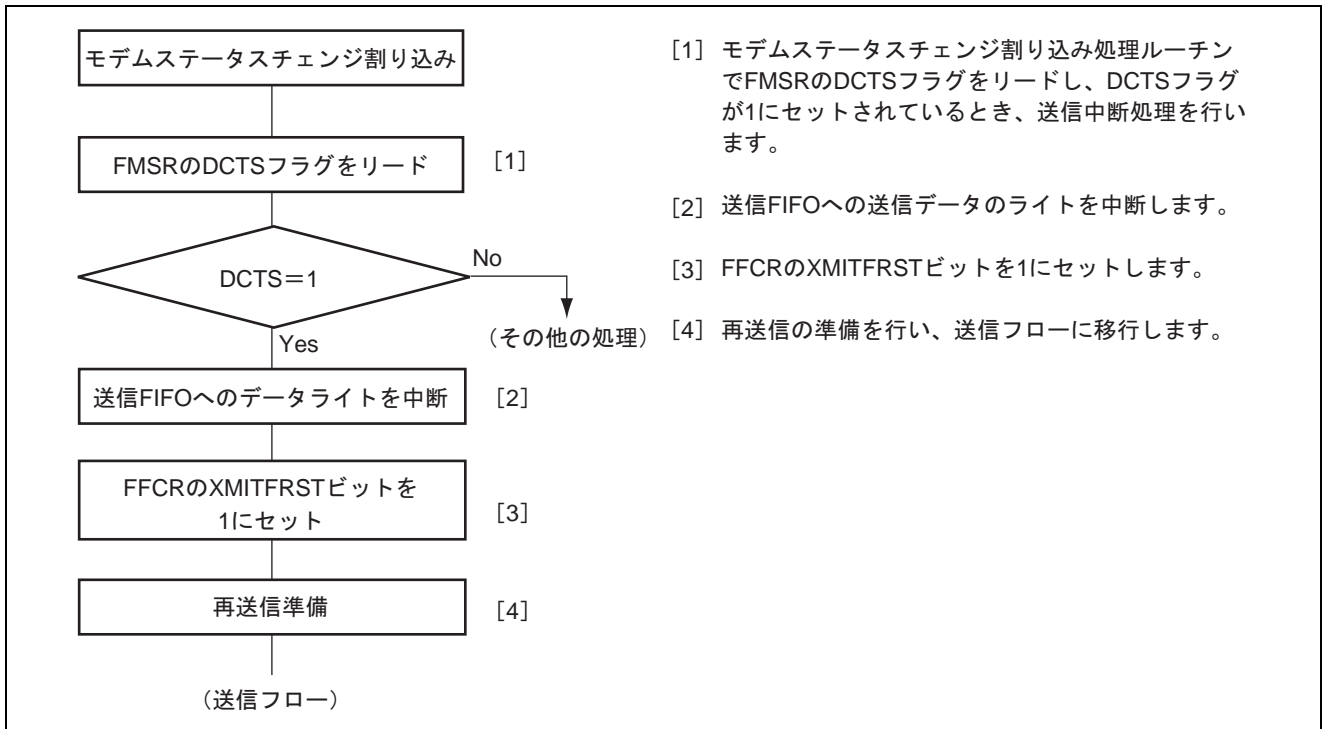 モデムステータスチェンジ割り込み
FMSRのDCTSフラグをリード
[1]
DCTS＝1
No
（その他の処理）
Yes
送信FIFOへのデータライトを中断
[2]
FFCRのXMITFRSTビットを
1にセット
[3]
再送信準備
[4]
（送信フロー）
[1] モデムステータスチェンジ割り込み処理ルーチン
でFMSRのDCTSフラグをリードし、DCTSフラグ
が1にセットされているとき、送信中断処理を行い
ます。
[2] 送信FIFOへの送信データのライトを中断します。
[3] FFCRのXMITFRSTビットを1にセットします。
[4] 再送信の準備を行い、送信フローに移行します。